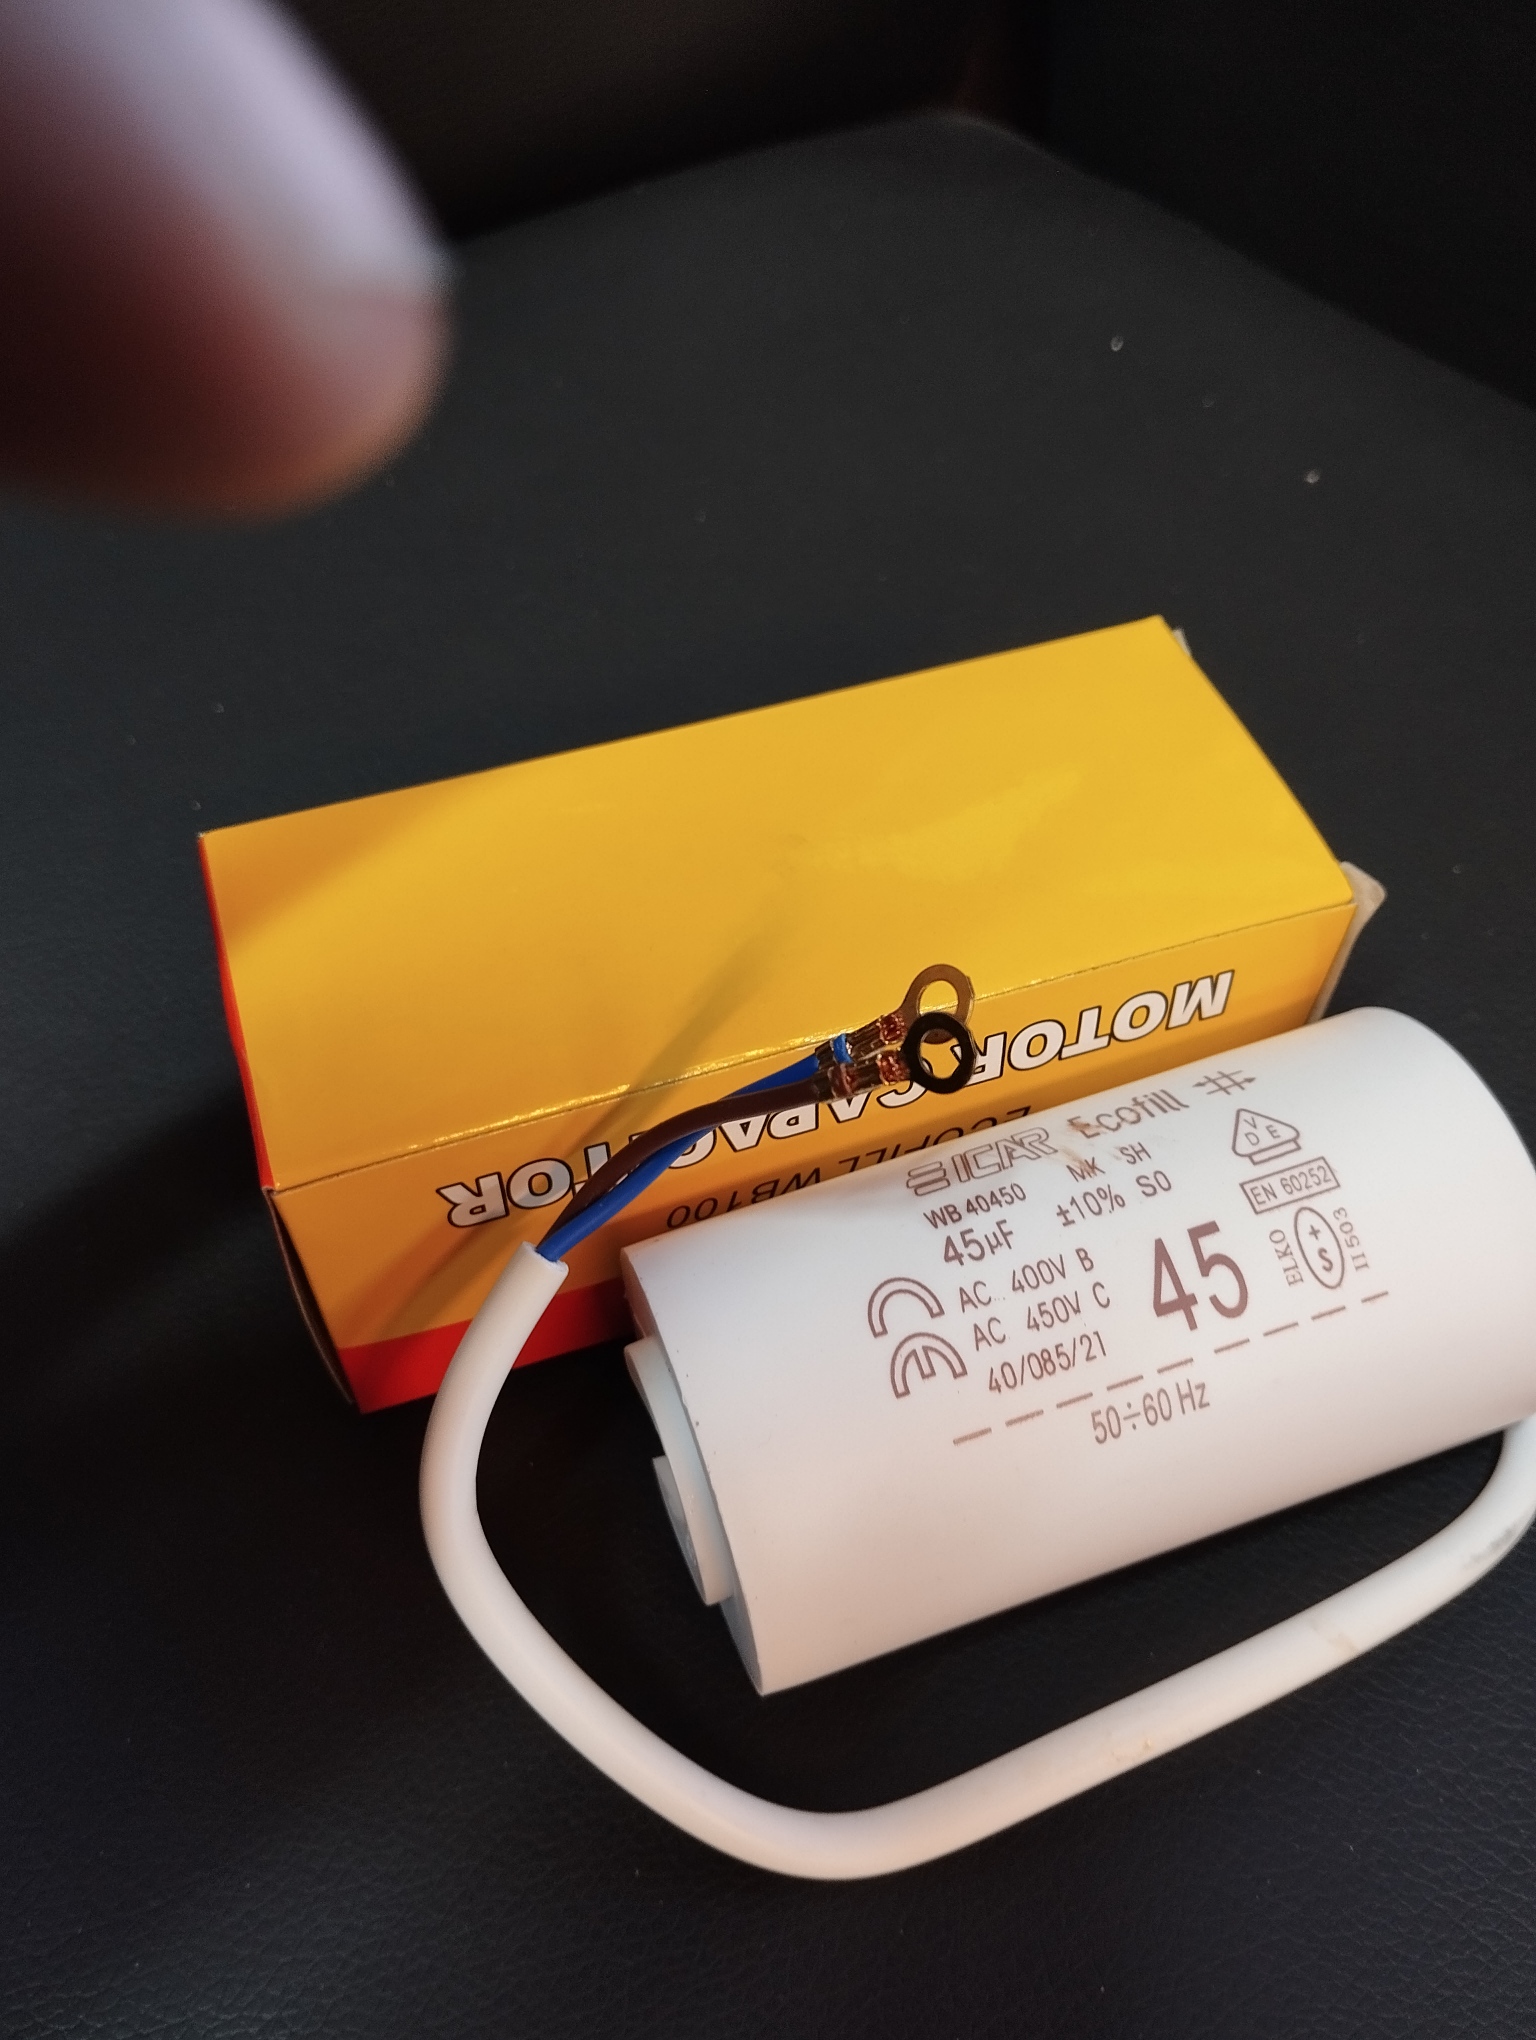 MOTOR CAPACITOR
ECOFILL WB100
ICAR Ecofill
WB 40450 MK SH
45µF ±10% S0
AC 400V B
AC 450V C
40/085/21
45
VDE
EN 60252
ELKO
+S
II 503
50÷60 Hz